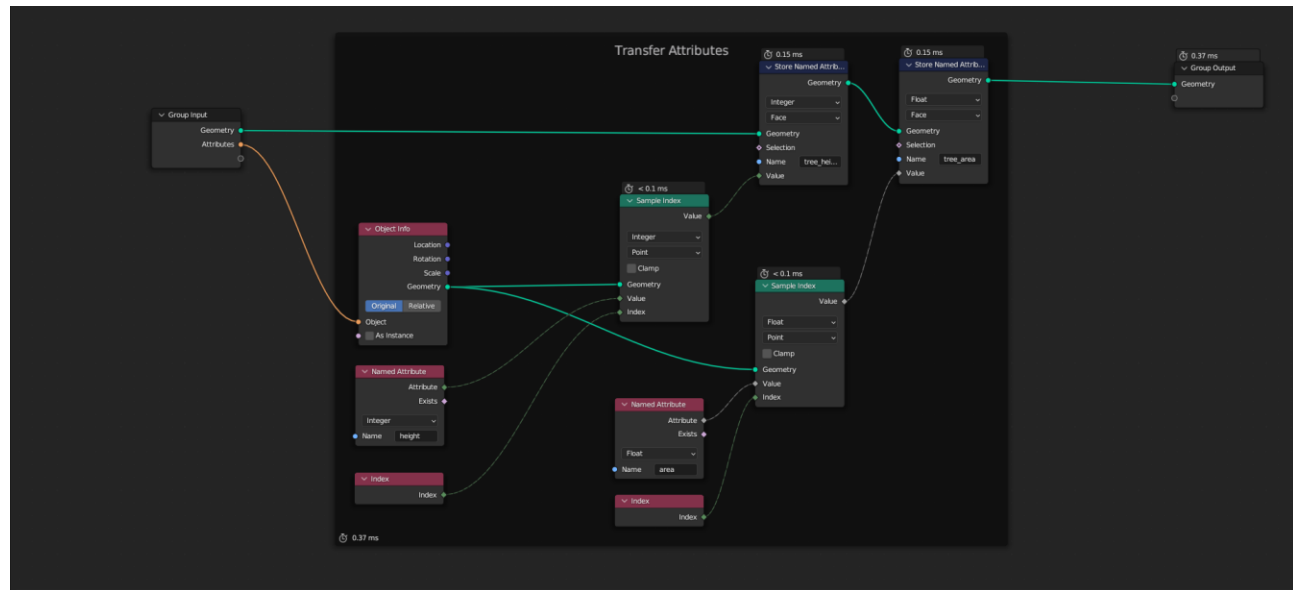 Transfer Attributes
Group Input
Geometry
Attributes
Object Info
Location
Rotation
Scale
Geometry
Original Relative
Object
As Instance
Named Attribute
Attribute
Exists
Integer
Name height
Index
Index
0.37 ms
< 0.1 ms
Sample Index
Value
Integer
Point
Clamp
Geometry
Value
Index
Named Attribute
Attribute
Exists
Float
Name area
Index
Index
0.15 ms
Store Named Attrib...
Geometry
Integer
Face
Geometry
Selection
Name tree_hei...
Value
< 0.1 ms
Sample Index
Value
Float
Point
Clamp
Geometry
Value
Index
0.15 ms
Store Named Attrib...
Geometry
Float
Face
Geometry
Selection
Name tree_area
Value
0.37 ms
Group Output
Geometry